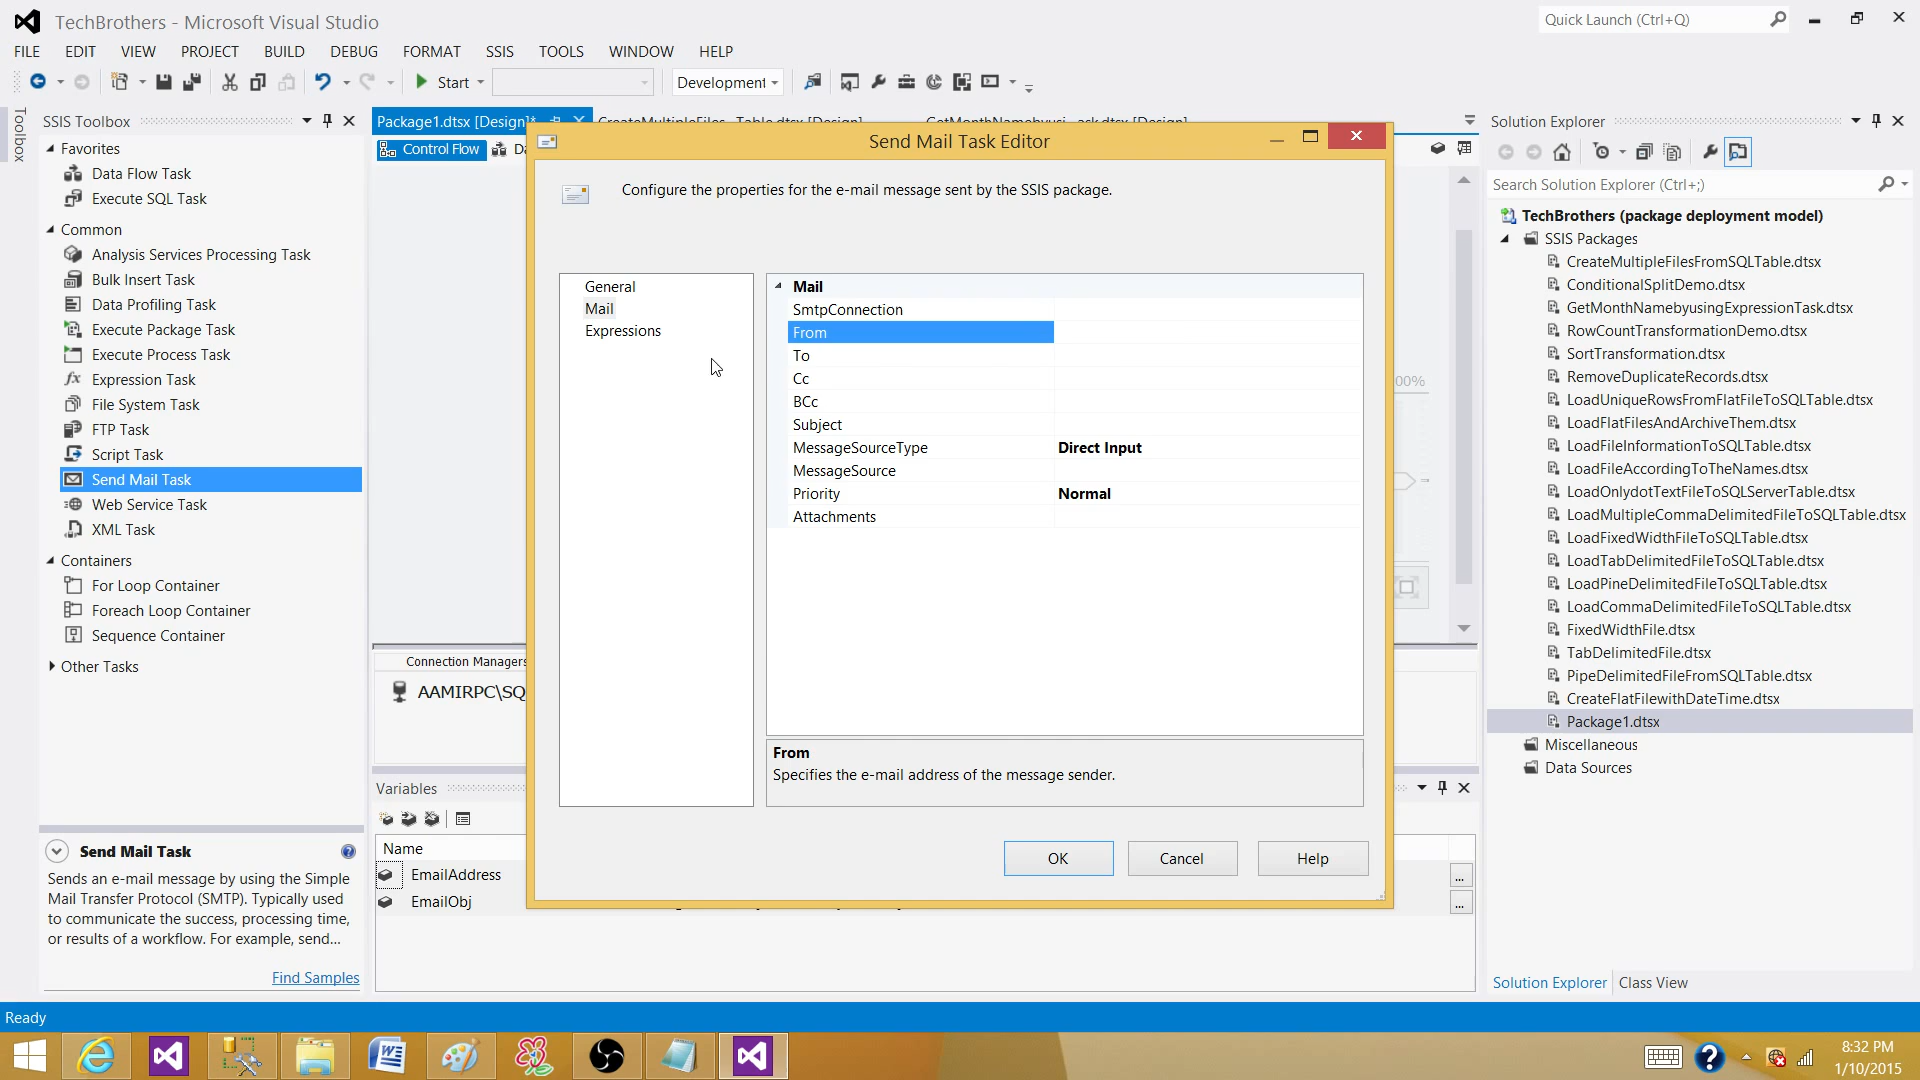 TechBrothers - Microsoft Visual Studio
Quick Launch (Ctrl+Q)
FILE EDIT VIEW PROJECT BUILD DEBUG FORMAT SSIS TOOLS WINDOW HELP
Start
Development
Toolbox
SSIS Toolbox
Favorites
Data Flow Task
Execute SQL Task
Common
Analysis Services Processing Task
Bulk Insert Task
Data Profiling Task
Execute Package Task
Execute Process Task
Expression Task
File System Task
FTP Task
Script Task
Send Mail Task
Web Service Task
XML Task
Containers
For Loop Container
Foreach Loop Container
Sequence Container
Other Tasks
Send Mail Task
Sends an e-mail message by using the Simple
Mail Transfer Protocol (SMTP). Typically used
to communicate the success, processing time,
or results of a workflow. For example, send...
Find Samples
Package1.dtsx [Design]*
Control Flow
Da
00%
Connection Managers
AAMIRPC\SQ
Variables
Name
EmailAddress
EmailObj
Send Mail Task Editor
Configure the properties for the e-mail message sent by the SSIS package.
General
Mail
Expressions
Mail
SmtpConnection
From
To
Cc
BCc
Subject
MessageSourceType Direct Input
MessageSource
Priority Normal
Attachments
From
Specifies the e-mail address of the message sender.
OK Cancel Help
Solution Explorer
Search Solution Explorer (Ctrl+;)
TechBrothers (package deployment model)
SSIS Packages
CreateMultipleFilesFromSQLTable.dtsx
ConditionalSplitDemo.dtsx
GetMonthNamebyusingExpressionTask.dtsx
RowCountTransformationDemo.dtsx
SortTransformation.dtsx
RemoveDuplicateRecords.dtsx
LoadUniqueRowsFromFlatFileToSQLTable.dtsx
LoadFlatFilesAndArchiveThem.dtsx
LoadFileInformationToSQLTable.dtsx
LoadFileAccordingToTheNames.dtsx
LoadOnlydotTextFileToSQLServerTable.dtsx
LoadMultipleCommaDelimitedFileToSQLTable.dtsx
LoadFixedWidthFileToSQLTable.dtsx
LoadTabDelimitedFileToSQLTable.dtsx
LoadPineDelimitedFileToSQLTable.dtsx
LoadCommaDelimitedFileToSQLTable.dtsx
FixedWidthFile.dtsx
TabDelimitedFile.dtsx
PipeDelimitedFileFromSQLTable.dtsx
CreateFlatFilewithDateTime.dtsx
Package1.dtsx
Miscellaneous
Data Sources
Solution Explorer Class View
Ready
8:32 PM
1/10/2015